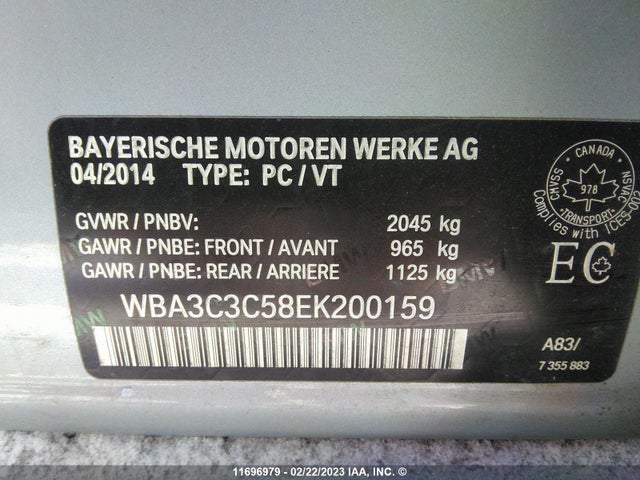 BAYERISCHE MOTOREN WERKE AG
04/2014 TYPE: PC / VT
GVWR / PNBV: 2045 kg
GAWR / PNBE: FRONT / AVANT 965 kg
GAWR / PNBE: REAR / ARRIERE 1125 kg
WBA3C3C58EK200159
CANADA
CMVSS
NSVAC
978
TRANSPORT
Complies with ICES-002
EC
A83/
7 355 883
11696979 - 02/22/2023 IAA, INC. ©